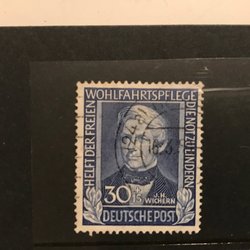 HELFT DER FREIEN
WOHLFAHRTSPFLEGE
DIE NOT ZU LINDERN
30+15
J.H.
WICHERN
DEUTSCHE POST